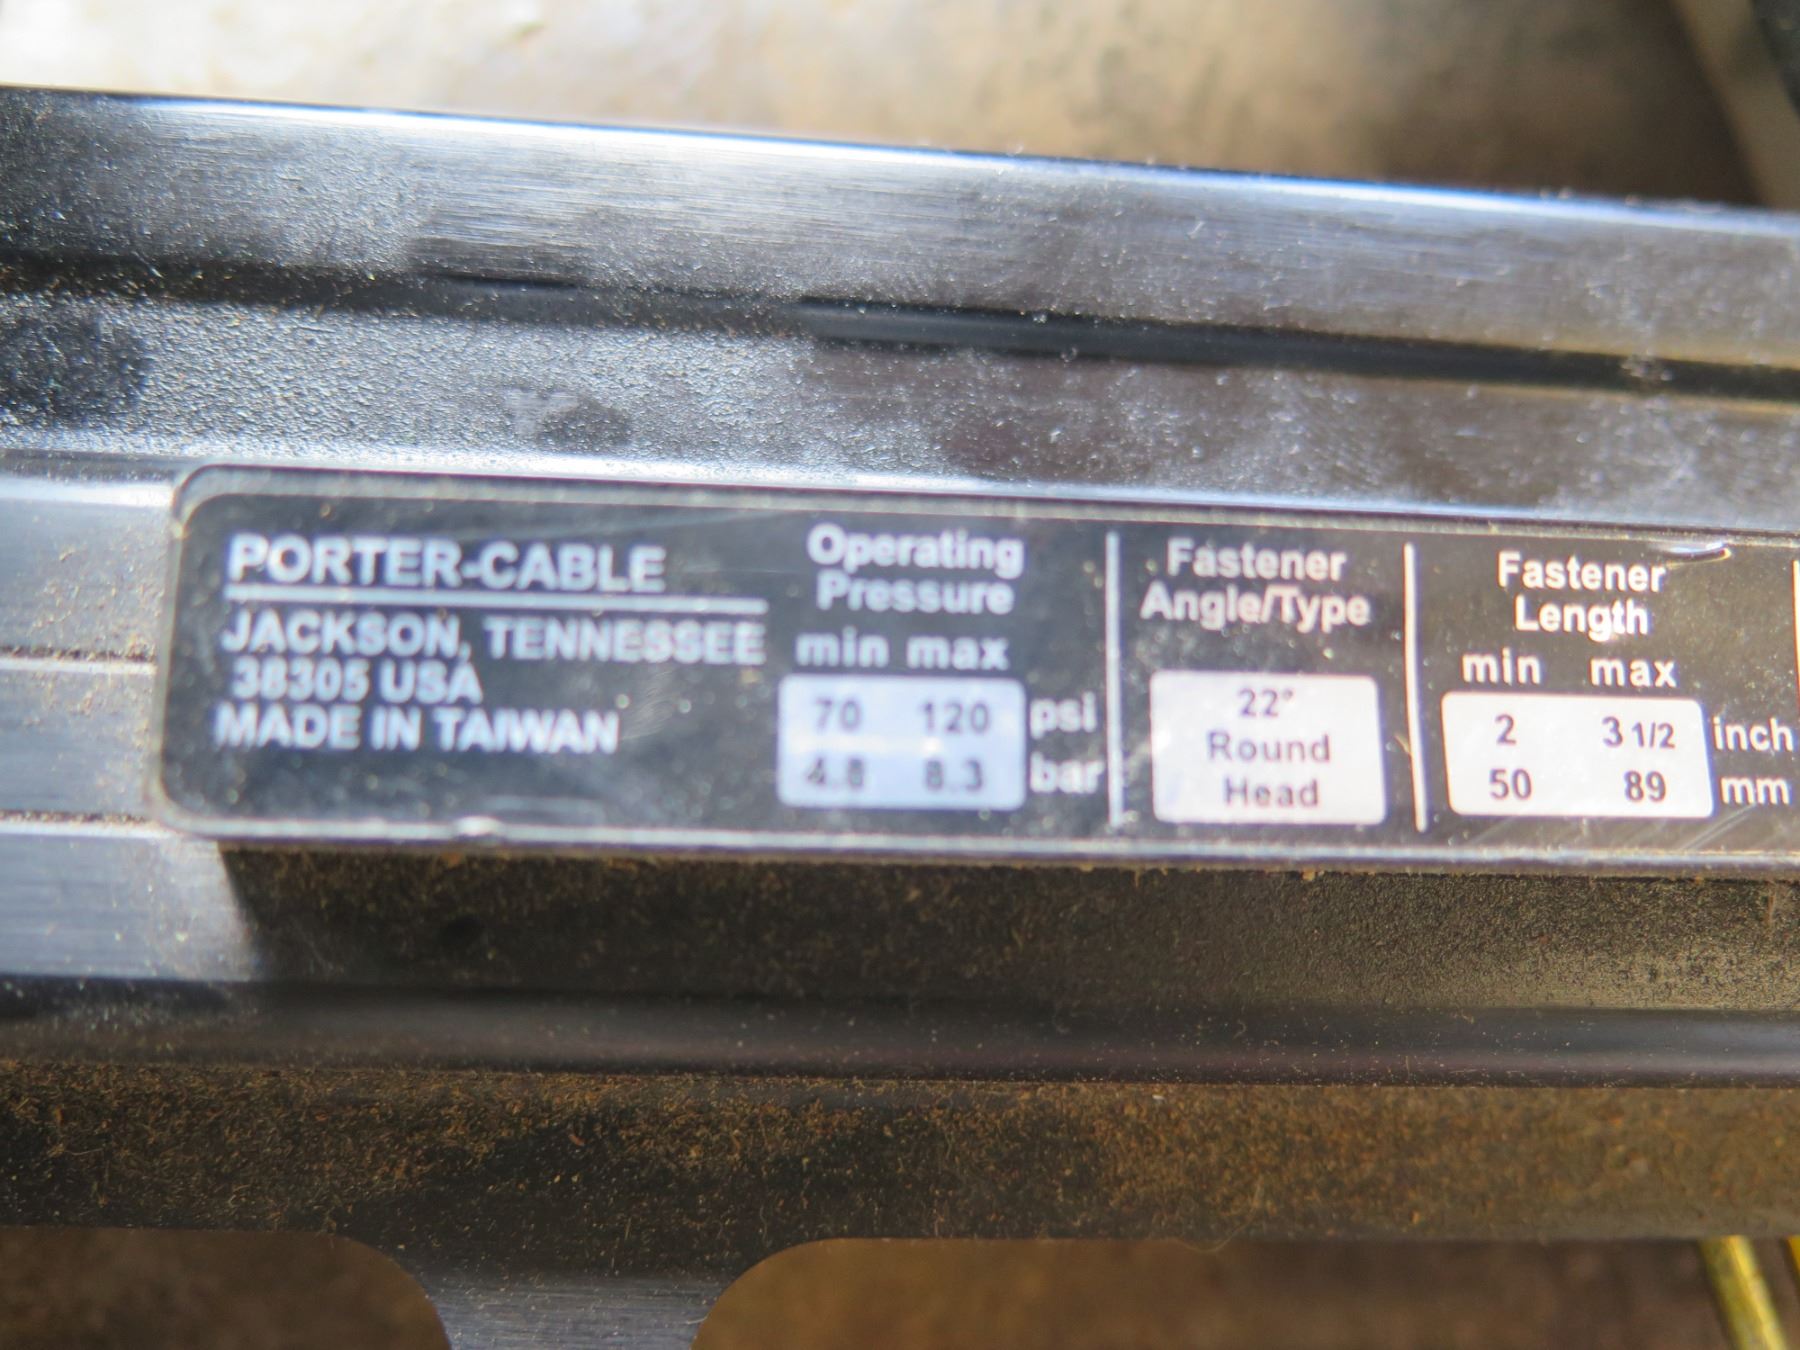 PORTER-CABLE
JACKSON, TENNESSEE
38305 USA
MADE IN TAIWAN
Operating
Pressure
min max
70 120 psi
4.8 8.3 bar
Fastener
Angle/Type
22°
Round
Head
Fastener
Length
min max
2 3 1/2 inch
50 89 mm